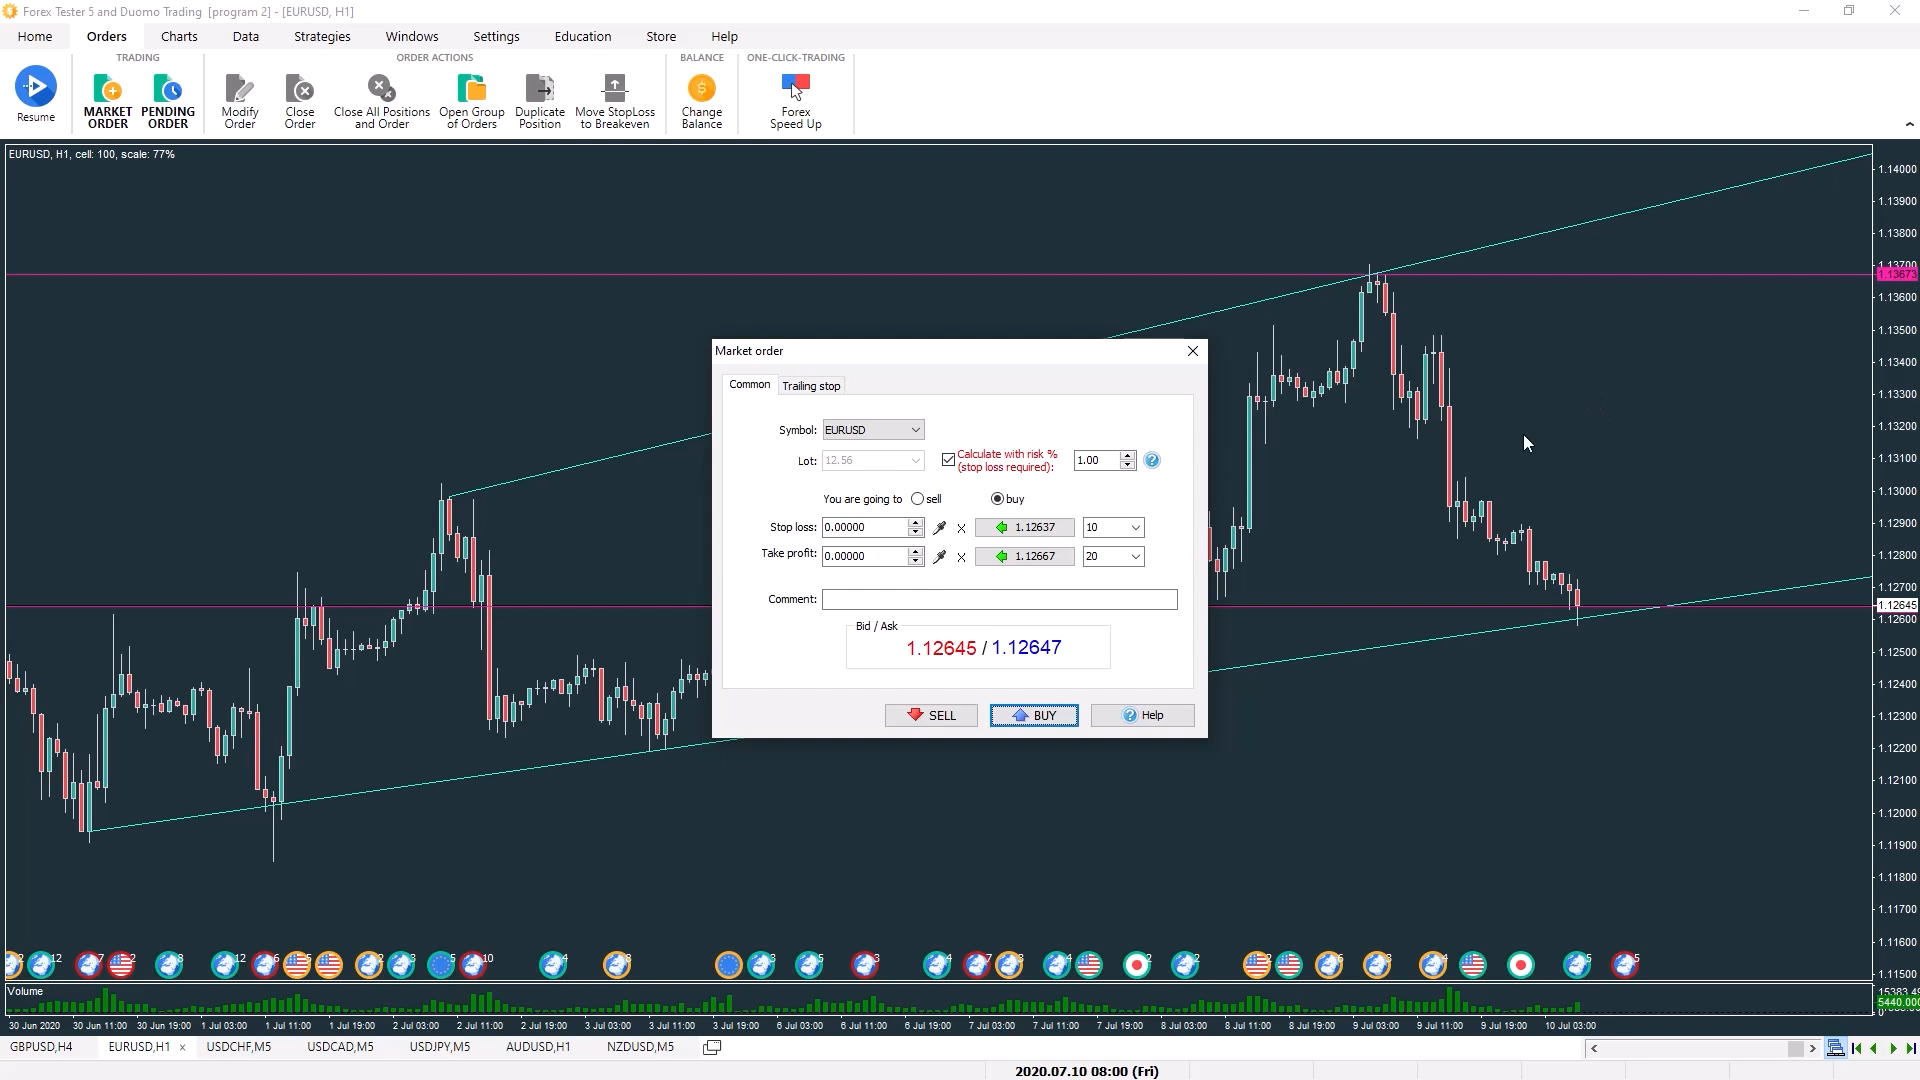 Forex Tester 5 and Duomo Trading [program 2] - [EURUSD, H1]
Home Orders Charts Data Strategies Windows Settings Education Store Help
TRADING ORDER ACTIONS BALANCE ONE-CLICK-TRADING
Resume
MARKET ORDER
PENDING ORDER
Modify Order
Close Order
Close All Positions and Order
Open Group of Orders
Duplicate Position
Move StopLoss to Breakeven
Change Balance
Forex Speed Up
EURUSD, H1, cell: 100, scale: 77%
Market order
Common Trailing stop
Symbol: EURUSD
Lot: 12.56
Calculate with risk % (stop loss required): 1.00
You are going to sell buy
Stop loss: 0.00000 X 1.12637 10
Take profit: 0.00000 X 1.12667 20
Comment:
Bid / Ask
1.12645 / 1.12647
SELL BUY Help
1.14000
1.13900
1.13800
1.13700
1.13673
1.13600
1.13500
1.13400
1.13300
1.13200
1.13100
1.13000
1.12900
1.12800
1.12700
1.12645
1.12600
1.12500
1.12400
1.12300
1.12200
1.12100
1.12000
1.11900
1.11800
1.11700
1.11600
1.11500
Volume
5440.000
0
30 Jun 2020 30 Jun 11:00 30 Jun 19:00 1 Jul 03:00 1 Jul 11:00 1 Jul 19:00 2 Jul 03:00 2 Jul 11:00 2 Jul 19:00 3 Jul 03:00 3 Jul 11:00 3 Jul 19:00 6 Jul 03:00 6 Jul 11:00 6 Jul 19:00 7 Jul 03:00 7 Jul 11:00 7 Jul 19:00 8 Jul 03:00 8 Jul 11:00 8 Jul 19:00 9 Jul 03:00 9 Jul 11:00 9 Jul 19:00 10 Jul 03:00
GBPUSD,H4 EURUSD,H1 × USDCHF,M5 USDCAD,M5 USDJPY,M5 AUDUSD,H1 NZDUSD,M5
2020.07.10 08:00 (Fri)